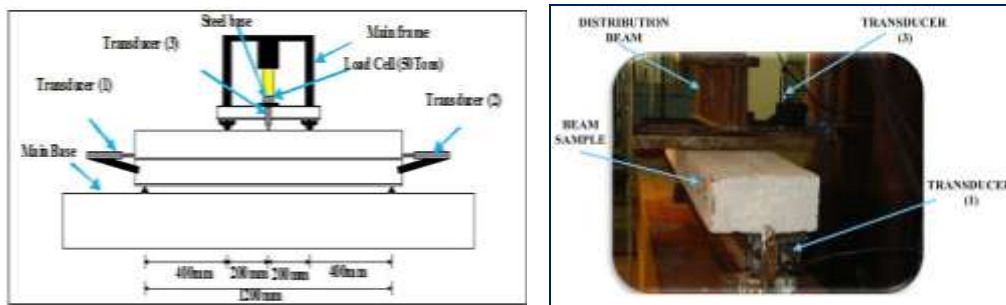 Steel base
Transducer (3)
Main frame
Load Cell (50 Tons)
Transducer (1)
Transducer (2)
Main Base
400mm
200mm
200mm
400mm
1200mm
DISTRIBUTION
BEAM
TRANSDUCER
(3)
BEAM
SAMPLE
TRANSDUCER
(1)